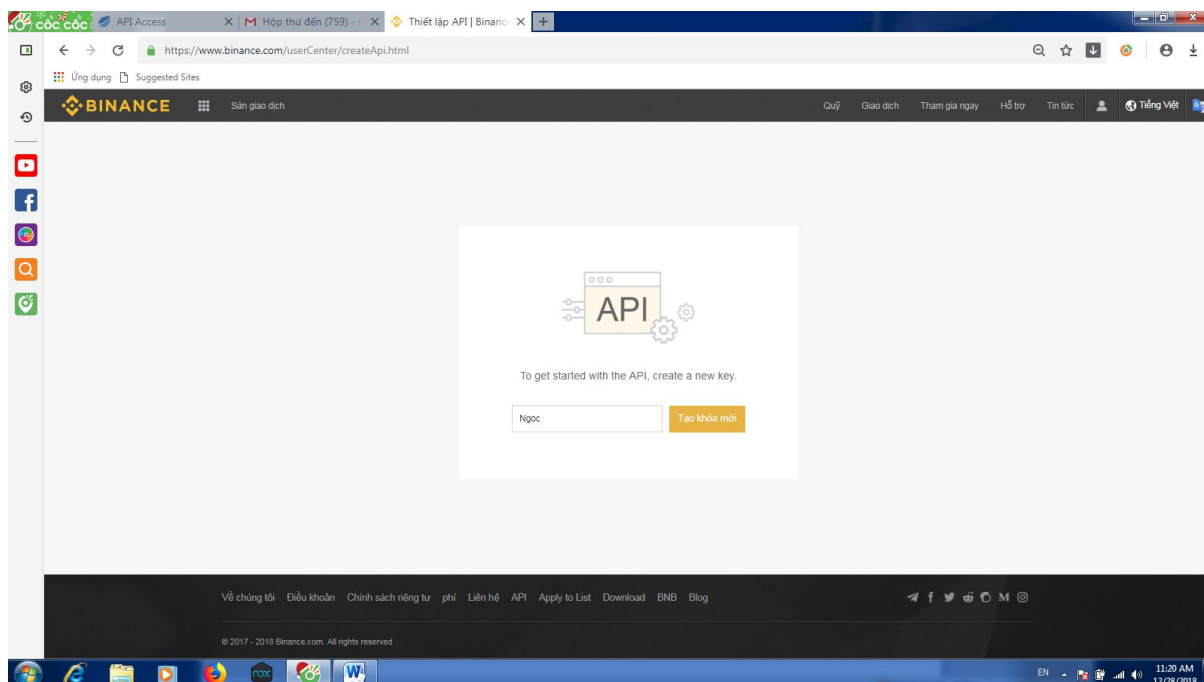 cốc cốc API Access Hộp thư đến (759) - Thiết lập API | Binanc
https://www.binance.com/userCenter/createApi.html
Ứng dụng Suggested Sites
BINANCE Sàn giao dịch Quỹ Giao dịch Tham gia ngay Hỗ trợ Tin tức Tiếng Việt
API
To get started with the API, create a new key.
Ngoc Tạo khóa mới
Về chúng tôi Điều khoản Chính sách riêng tư phí Liên hệ API Apply to List Download BNB Blog
© 2017 - 2018 Binance.com. All rights reserved
nox W EN 11:20 AM
12/28/2018